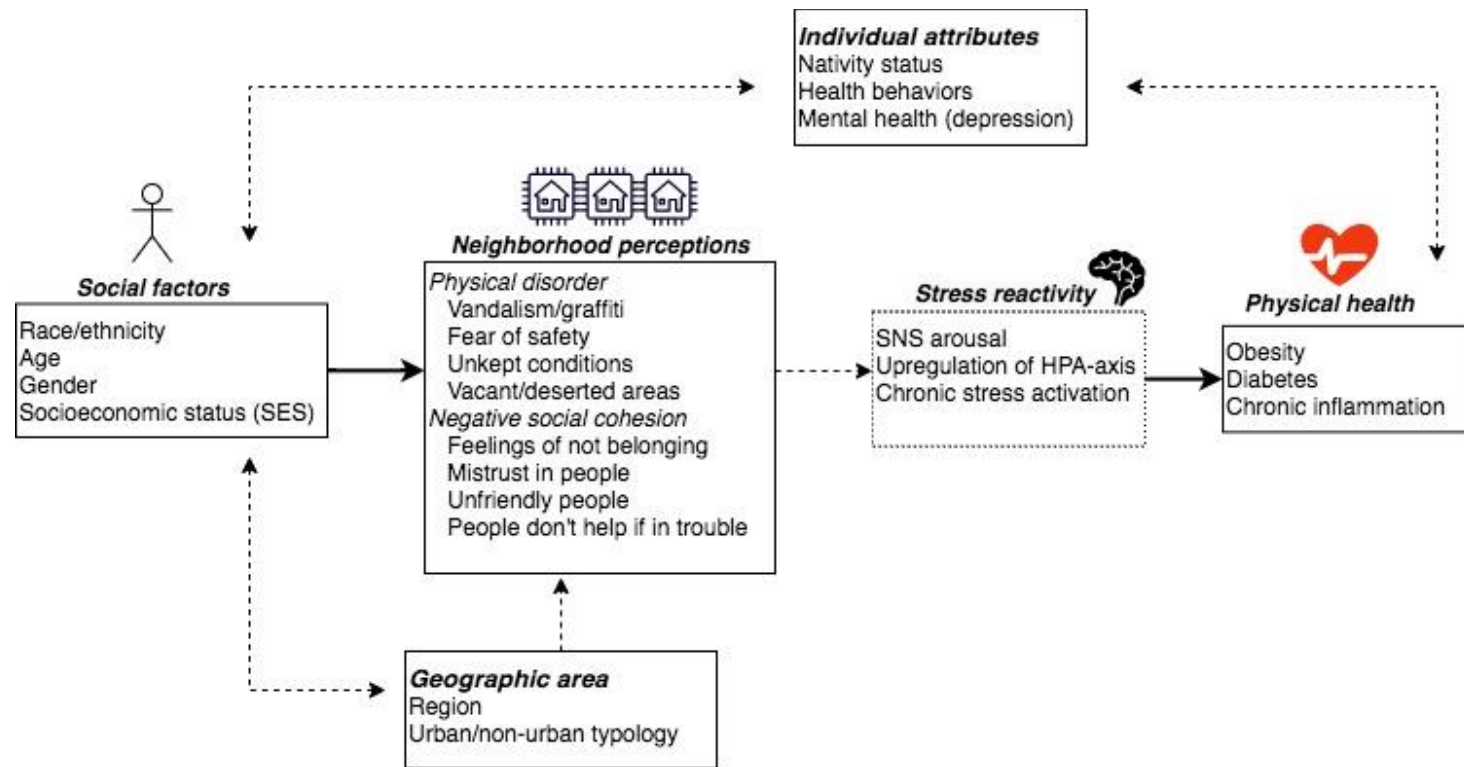 Individual attributes
Nativity status
Health behaviors
Mental health (depression)
Social factors
Race/ethnicity
Age
Gender
Socioeconomic status (SES)
Neighborhood perceptions
Physical disorder
Vandalism/graffiti
Fear of safety
Unkept conditions
Vacant/deserted areas
Negative social cohesion
Feelings of not belonging
Mistrust in people
Unfriendly people
People don't help if in trouble
Stress reactivity
SNS arousal
Upregulation of HPA-axis
Chronic stress activation
Physical health
Obesity
Diabetes
Chronic inflammation
Geographic area
Region
Urban/non-urban typology